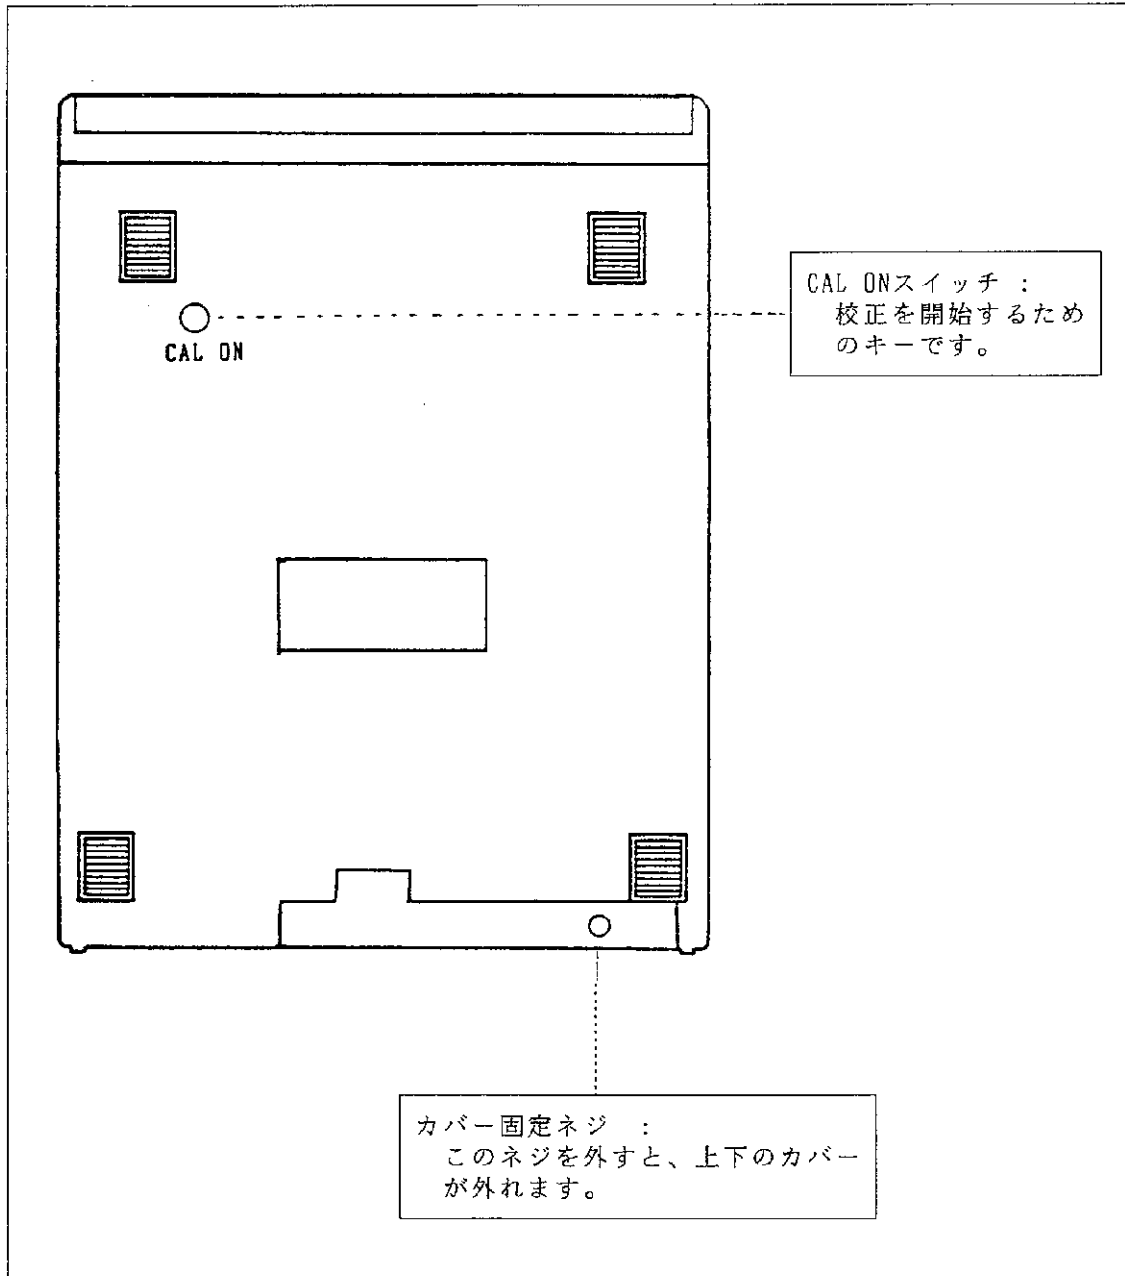 CAL ONスイッチ :
校正を開始するため
のキーです。
CAL ON
カバー固定ネジ :
このネジを外すと、上下のカバー
が外れます。